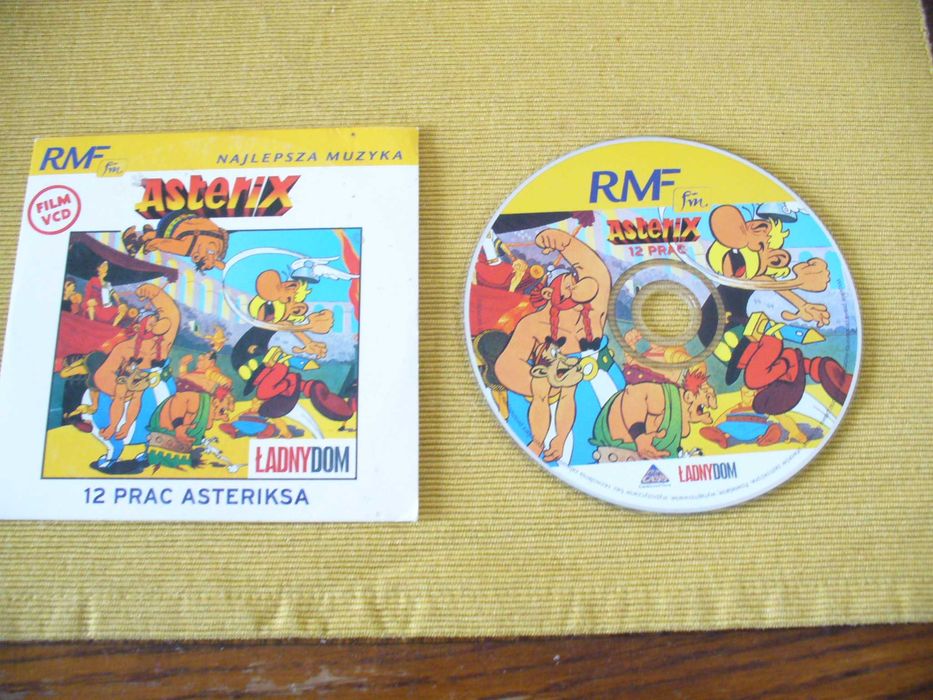 RMF fm
NAJLEPSZA MUZYKA
FILM
VCD
Asterix
ŁADNYDOM
12 PRAC ASTERIKSA
RMF fm
Asterix
12 PRAC
ŁADNYDOM